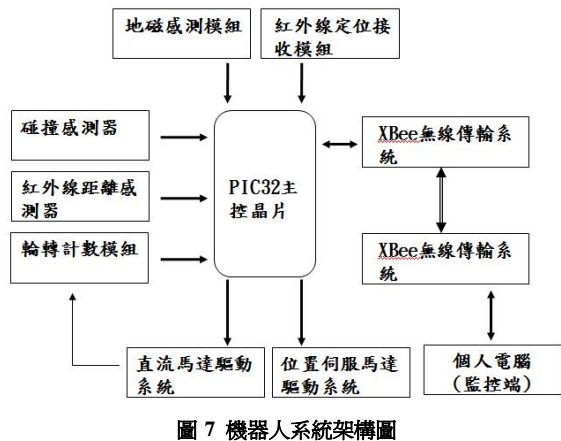 地磁感測模組
紅外線定位接
收模組
碰撞感測器
紅外線距離感
測器
輪轉計數模組
PIC32主
控晶片
XBee無線傳輸系
統
XBee無線傳輸系
統
直流馬達驅動
系統
位置伺服馬達
驅動系統
個人電腦
(監控端)
圖 7 機器人系統架構圖